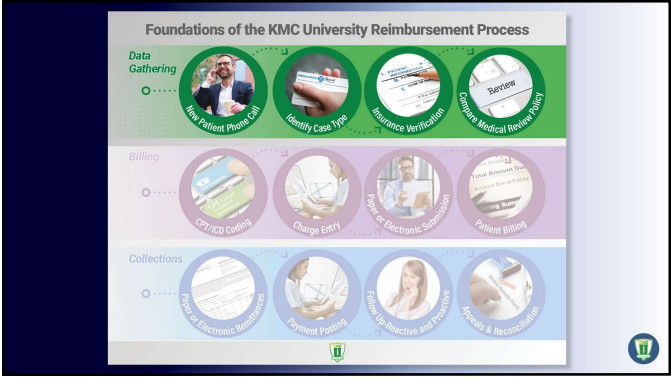 Foundations of the KMC University Reimbursement Process
Data
Gathering
New Patient Phone Call
Identify Case Type
Insurance Verification
Compare Medical Review Policy
Review
Billing
CPT/ICD Coding
Charge Entry
Paper or Electronic Submission
Patient Billing
Total Amount Due
Collections
Paper or Electronic Remittances
Payment Posting
Follow Up-Reactive and Proactive
Appeals & Reconciliation